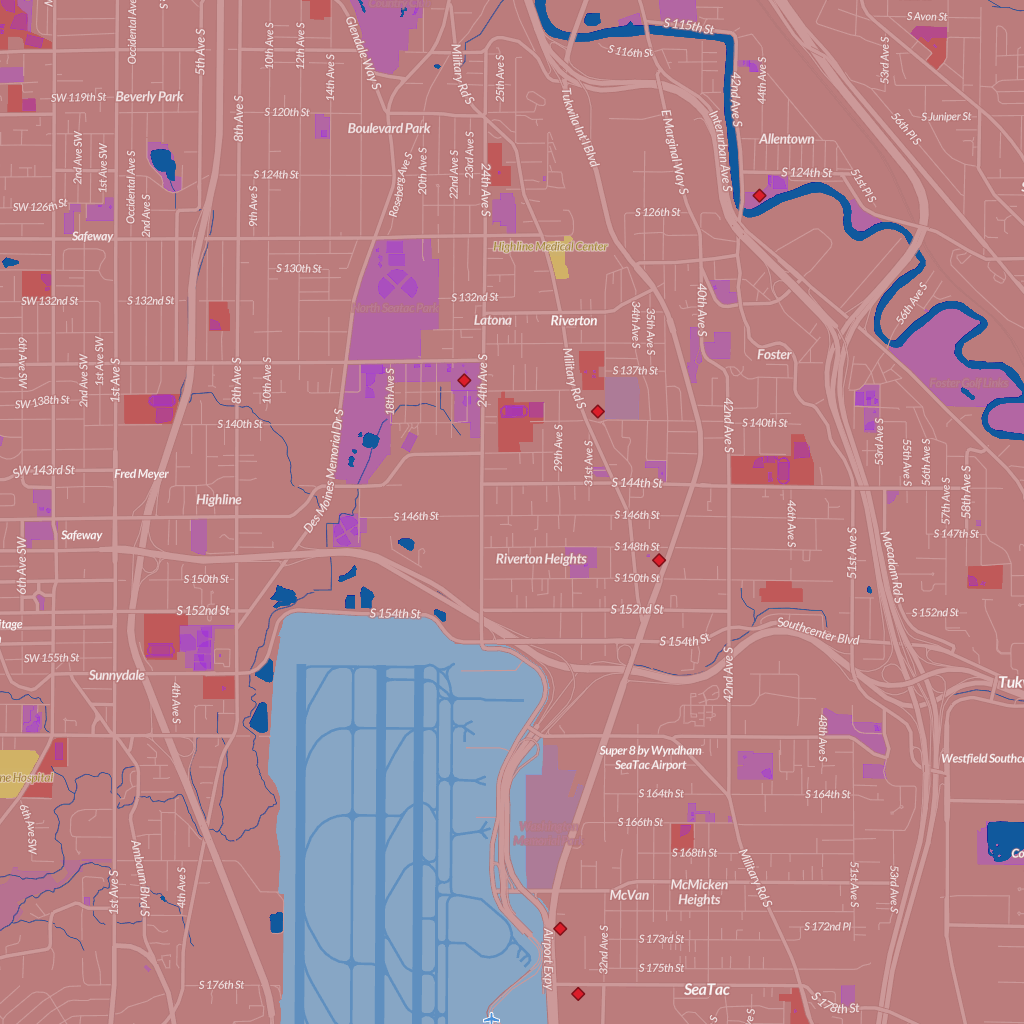 S 115th St
S Avon St
Occidental Ave S
5th Ave S
10th Ave S
12th Ave S
14th Ave S
Glendale Way S
Military Rd S
25th Ave S
S 116th St
53rd Ave S
SW 119th St
Beverly Park
8th Ave S
S 120th St
Boulevard Park
Tukwila Int'l Blvd
E Marginal Way S
Interurban Ave S
42nd Ave S
44th Ave S
Allentown
56th Pl S
S Juniper St
2nd Ave SW
1st Ave SW
Occidental Ave S
2nd Ave S
S 124th St
9th Ave S
Roseberg Ave S
20th Ave S
22nd Ave S
23rd Ave S
24th Ave S
S 124th St
51st Pl S
SW 126th St
S 126th St
Safeway
Highline Medical Center
S 130th St
SW 132nd St
S 132nd St
North Seatac Park
S 132nd St
Latona
Riverton
34th Ave S
35th Ave S
40th Ave S
56th Ave S
6th Ave SW
2nd Ave SW
1st Ave SW
1st Ave S
8th Ave S
10th Ave S
18th Ave S
24th Ave S
Military Rd S
S 137th St
Foster
Foster Golf Links
SW 138th St
S 140th St
42nd Ave S
S 140th St
53rd Ave S
55th Ave S
56th Ave S
57th Ave S
58th Ave S
SW 143rd St
Fred Meyer
Des Moines Memorial Dr S
29th Ave S
31st Ave S
S 144th St
Highline
S 146th St
S 146th St
46th Ave S
Safeway
S 147th St
6th Ave SW
Riverton Heights
S 148th St
51st Ave S
Macadam Rd S
S 150th St
S 150th St
S 152nd St
S 154th St
S 152nd St
S 152nd St
Southcenter Blvd
S 154th St
SW 155th St
Sunnydale
4th Ave S
42nd Ave S
48th Ave S
Super 8 by Wyndham
SeaTac Airport
Westfield Southc
S 164th St
S 164th St
6th Ave SW
S 166th St
S 168th St
Military Rd S
1st Ave S
Ambaum Blvd S
4th Ave S
McVan
McMicken
Heights
51st Ave S
53rd Ave S
S 172nd Pl
Airport Expy
32nd Ave S
S 173rd St
S 175th St
S 176th St
SeaTac
S 178th St